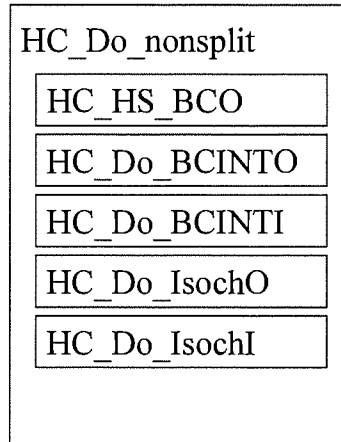 HC_Do_nonsplit
HC_HS_BCO
HC_Do_BCINTO
HC_Do_BCINTI
HC_Do_IsochO
HC_Do_IsochI